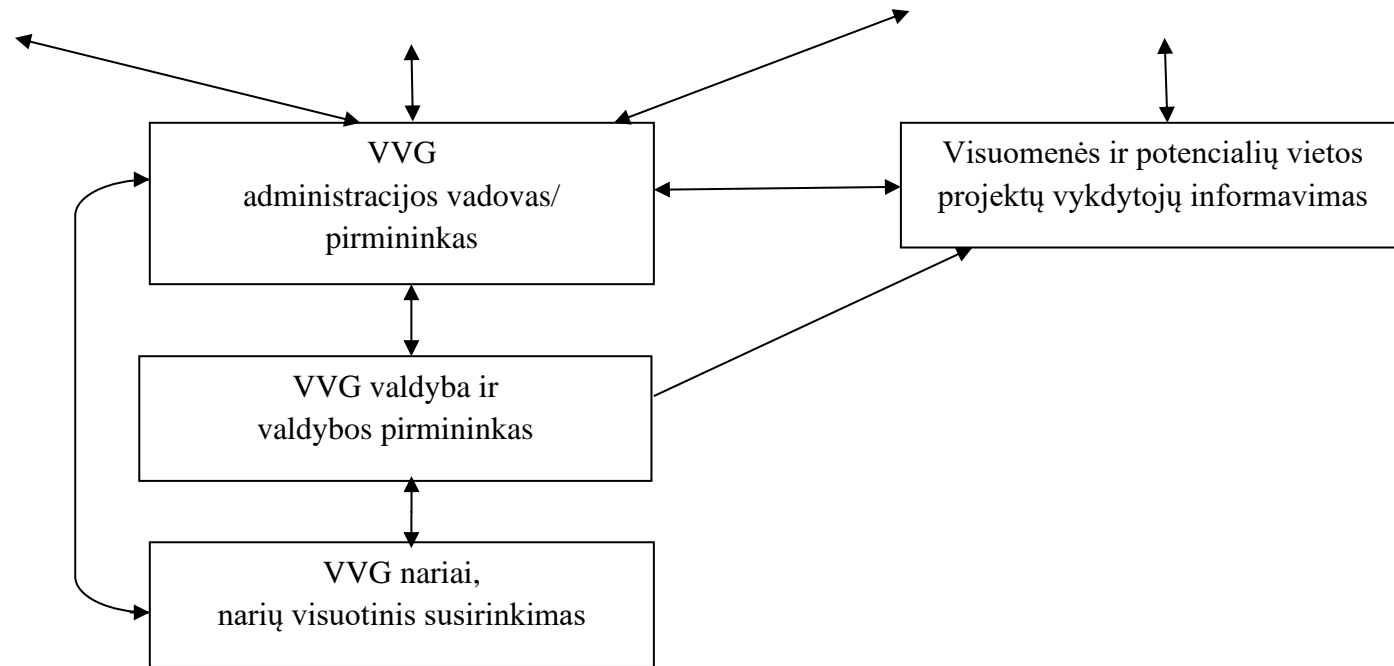 VVG
administracijos vadovas/
pirmininkas
Visuomenės ir potencialių vietos
projektų vykdytojų informavimas
VVG valdyba ir
valdybos pirmininkas
VVG nariai,
narių visuotinis susirinkimas